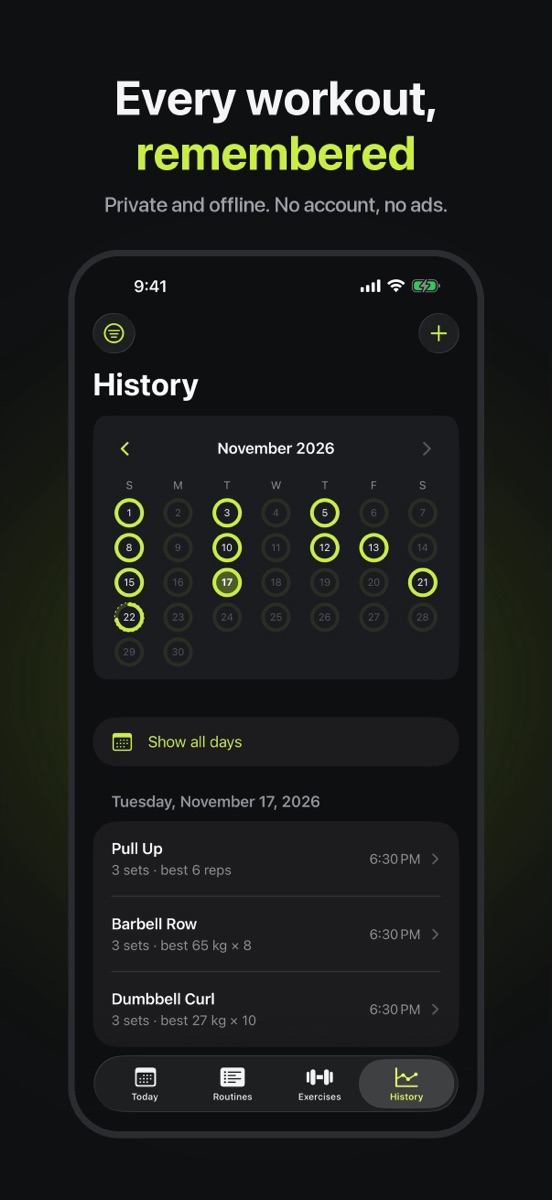 Every workout,
remembered
Private and offline. No account, no ads.
9:41
History
November 2026
S M T W T F S
1 2 3 4 5 6 7
8 9 10 11 12 13 14
15 16 17 18 19 20 21
22 23 24 25 26 27 28
29 30
Show all days
Tuesday, November 17, 2026
Pull Up
3 sets · best 6 reps
6:30 PM
Barbell Row
3 sets · best 65 kg × 8
6:30 PM
Dumbbell Curl
3 sets · best 27 kg × 10
6:30 PM
Today Routines Exercises History